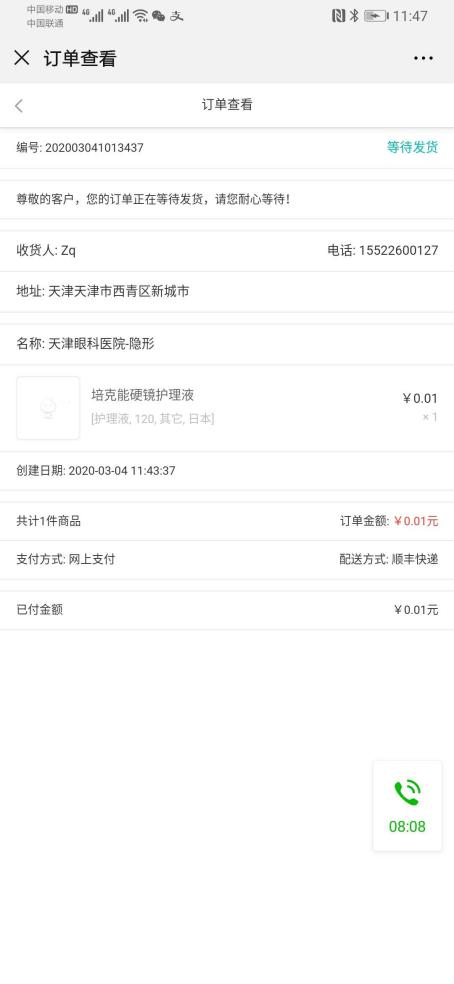 中国移动 HD 4G 4G 11:47
中国联通
订单查看
订单查看
编号: 202003041013437 等待发货
尊敬的客户，您的订单正在等待发货，请您耐心等待！
收货人: Zq 电话: 15522600127
地址: 天津天津市西青区新城市
名称: 天津眼科医院-隐形
培克能硬镜护理液 ￥0.01
[护理液, 120, 其它, 日本] ×1
创建日期: 2020-03-04 11:43:37
共计1件商品 订单金额: ￥0.01元
支付方式: 网上支付 配送方式: 顺丰快递
已付金额 ￥0.01元
08:08